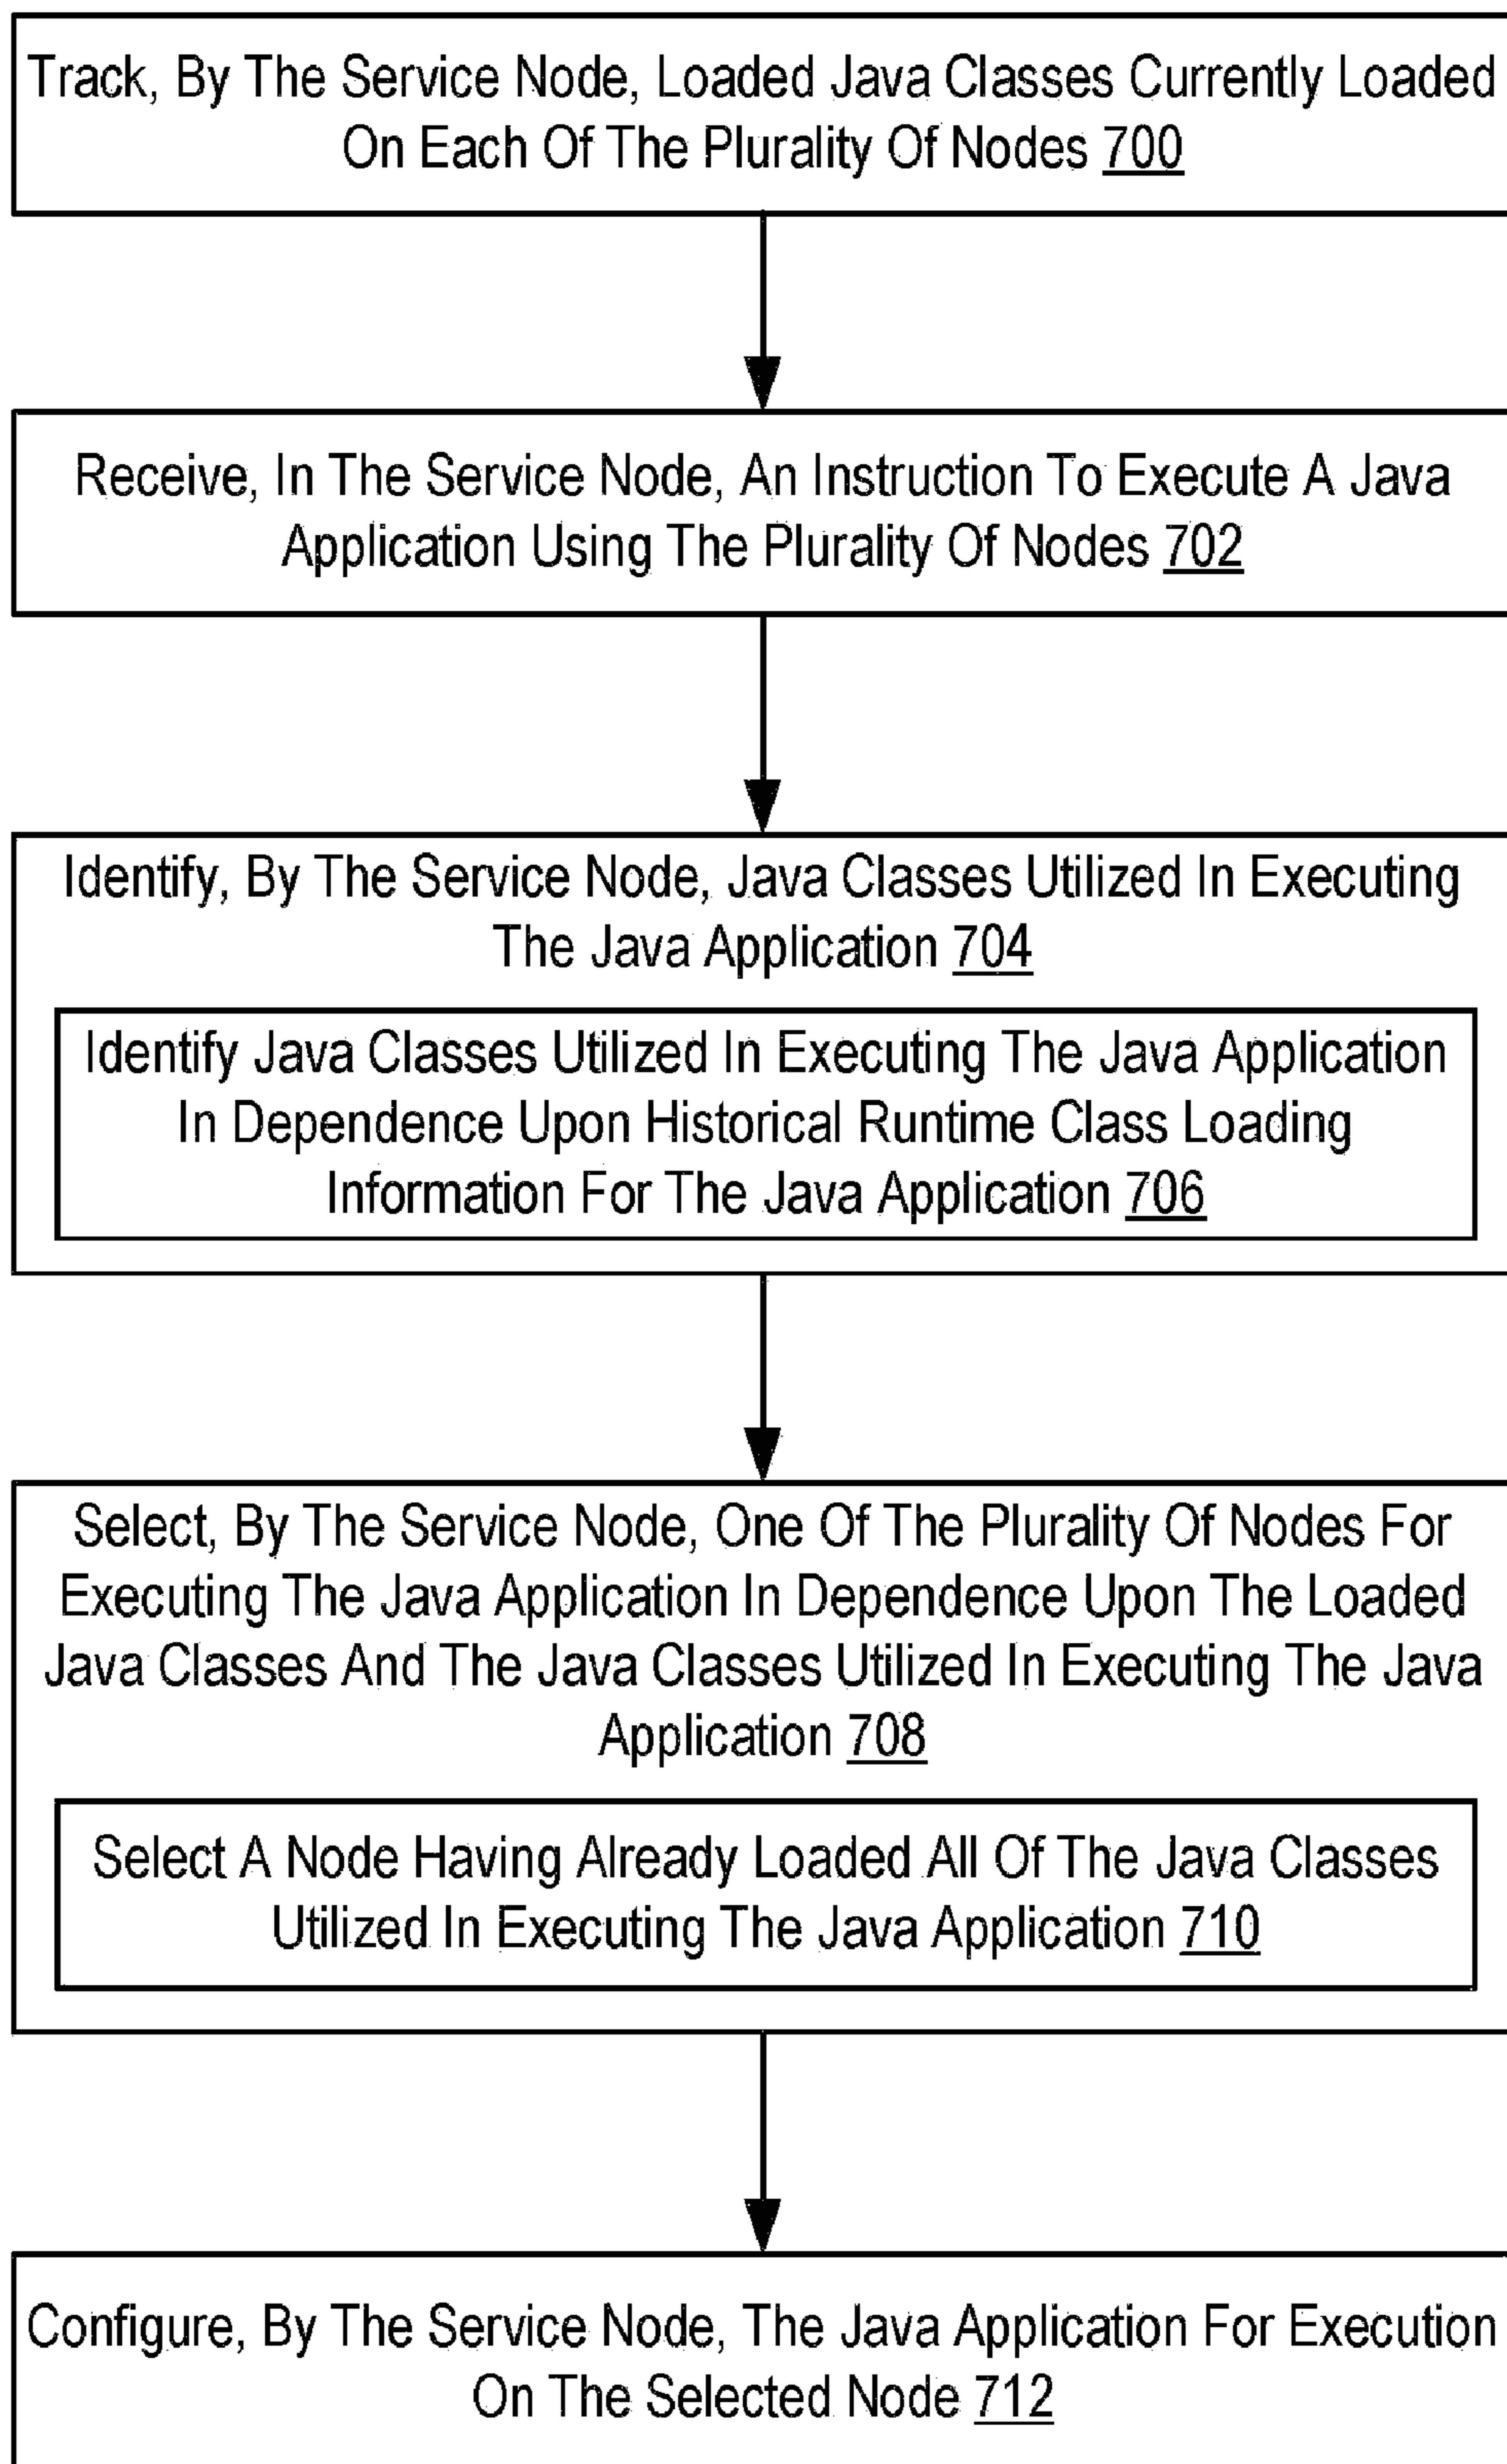 Track, By The Service Node, Loaded Java Classes Currently Loaded
On Each Of The Plurality Of Nodes 700
Receive, In The Service Node, An Instruction To Execute A Java
Application Using The Plurality Of Nodes 702
Identify, By The Service Node, Java Classes Utilized In Executing
The Java Application 704
Identify Java Classes Utilized In Executing The Java Application
In Dependence Upon Historical Runtime Class Loading
Information For The Java Application 706
Select, By The Service Node, One Of The Plurality Of Nodes For
Executing The Java Application In Dependence Upon The Loaded
Java Classes And The Java Classes Utilized In Executing The Java
Application 708
Select A Node Having Already Loaded All Of The Java Classes
Utilized In Executing The Java Application 710
Configure, By The Service Node, The Java Application For Execution
On The Selected Node 712